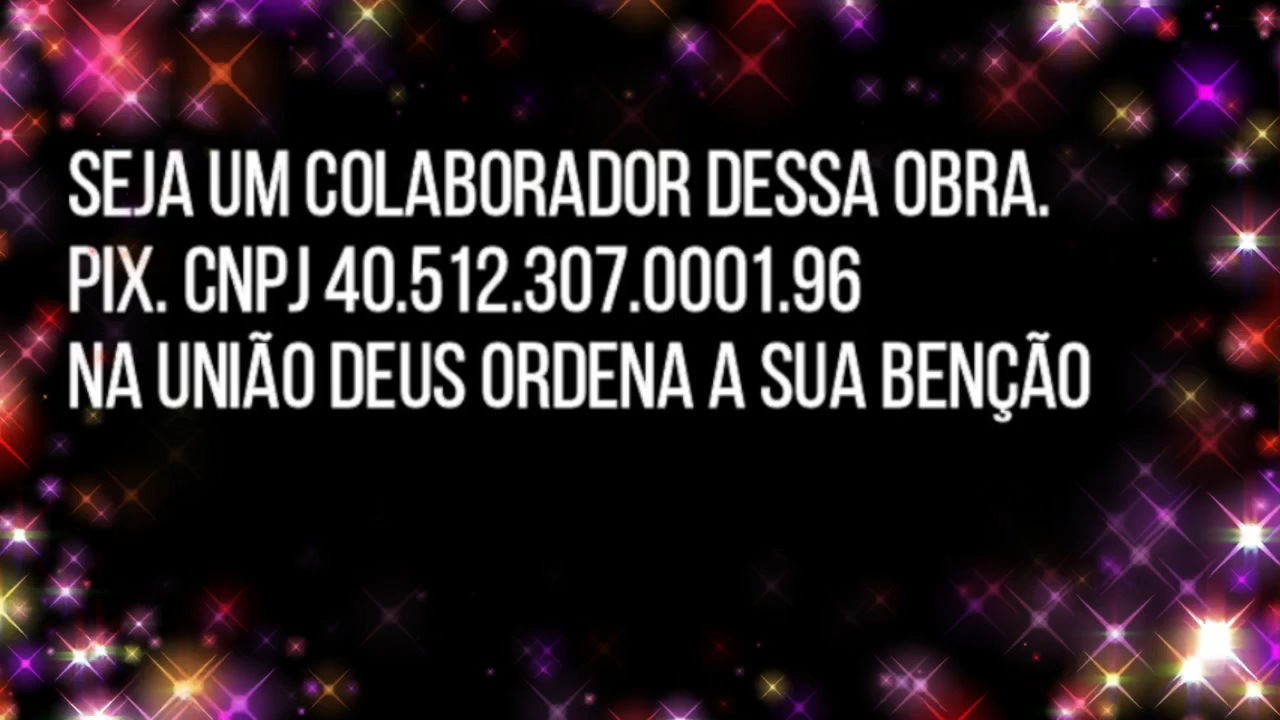 SEJA UM COLABORADOR DESSA OBRA.
PIX. CNPJ 40.512.307.0001.96
NA UNIÃO DEUS ORDENA A SUA BENÇÃO